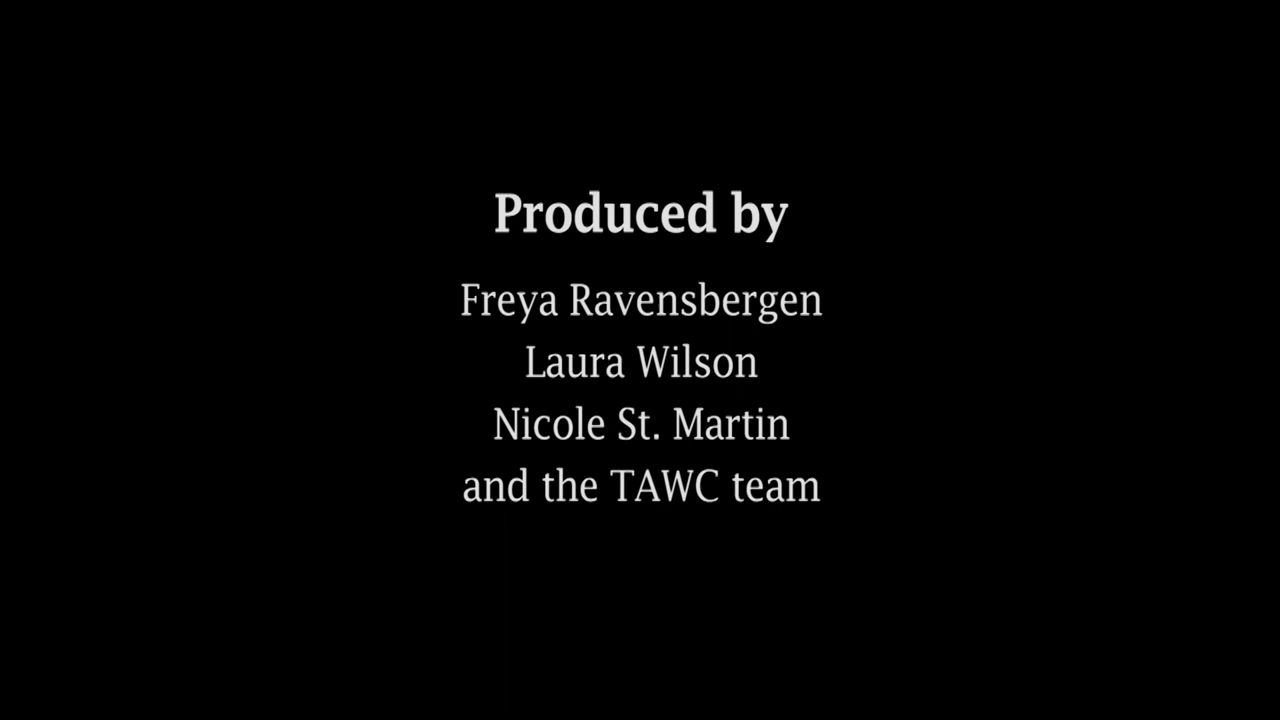 Produced by
Freya Ravensbergen
Laura Wilson
Nicole St. Martin
and the TAWC team